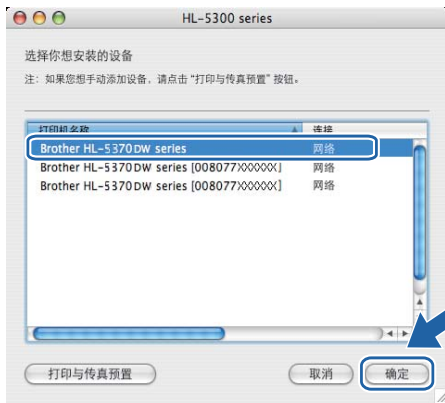 HL-5300 series
选择你想安装的设备
注：如果您想手动添加设备，请点击“打印与传真预置”按钮。
打印机名称 连接
Brother HL-5370DW series 网络
Brother HL-5370DW series [008077XXXXXX] 网络
Brother HL-5370DW series [008077XXXXXX] 网络
打印与传真预置 取消 确定